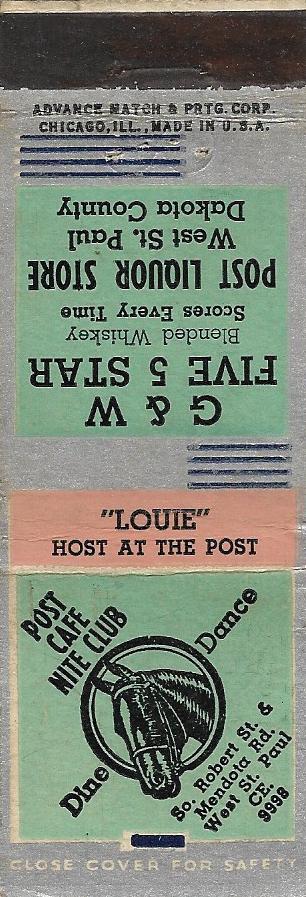 ADVANCE MATCH & PRTG. CORP.
CHICAGO, ILL., MADE IN U.S.A.
G & W
FIVE 5 STAR
Blended Whiskey
Scores Every Time
POST LIQUOR STORE
West St. Paul
Dakota County
"LOUIE"
HOST AT THE POST
POST
CAFE
NITE CLUB
Dine
Dance
So. Robert St. &
Mendota Rd.
West St. Paul
CE.
9998
CLOSE COVER FOR SAFETY